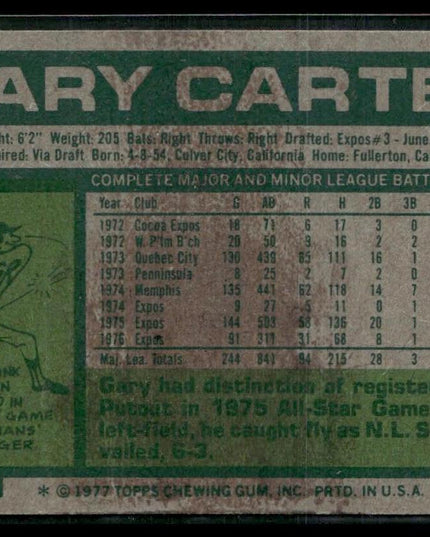 ARY CARTE
ht: 6'2" Weight: 205 Bats: Right Throws: Right Drafted: Expos #3 - June
ired: Via Draft Born: 4-8-54, Culver City, California Home: Fullerton, Ca
COMPLETE MAJOR AND MINOR LEAGUE BATT
Year Club G AB R H 2B 3B
1972 Cocoa Expos 18 71 6 17 3 0
1972 W. P'lm B'ch 20 50 9 16 2 2
1973 Quebec City 130 439 65 111 16 1
1973 Peninsula 8 25 2 7 2 0
1974 Memphis 135 441 62 118 14 7
1974 Expos 9 27 5 11 0 1
1975 Expos 144 503 58 136 20 1
1976 Expos 91 311 31 68 8 1
Maj. Lea. Totals 244 841 94 215 28 3
NK
N
D IN
GAME
IANS'
GER
Gary had distinction of registe
Putout in 1975 All-Star Game
left-field, he caught fly as N.L. S
vailed, 6-3.
* © 1977 TOPPS CHEWING GUM, INC. PRTD. IN U.S.A.